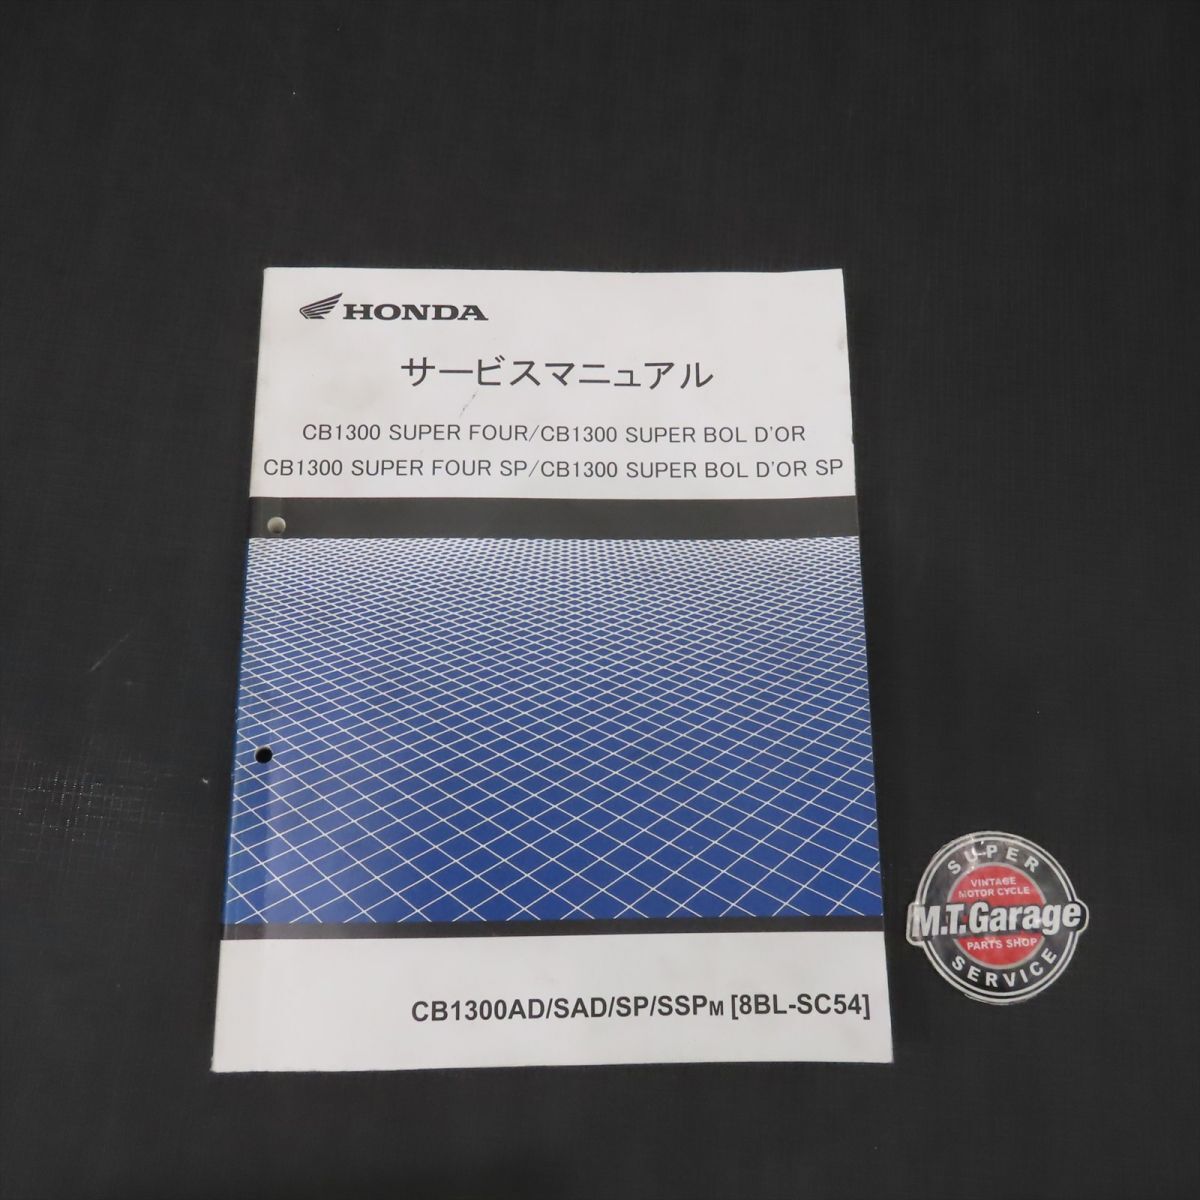 HONDA
サービスマニュアル
CB1300 SUPER FOUR/CB1300 SUPER BOL D'OR
CB1300 SUPER FOUR SP/CB1300 SUPER BOL D'OR SP
CB1300AD/SAD/SP/SSPM [8BL-SC54]
SUPER
VINTAGE
MOTOR CYCLE
M.T.Garage
PARTS SHOP
SERVICE